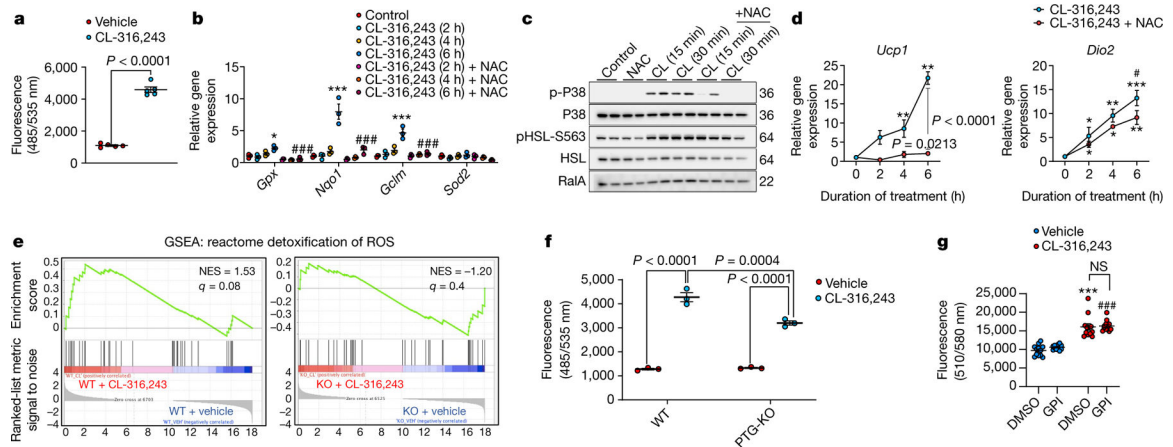 a
Vehicle
CL-316,243
P < 0.0001
Fluorescence
(485/535 nm)
6,000
4,000
2,000
0
b
Control
CL-316,243 (2 h)
CL-316,243 (4 h)
CL-316,243 (6 h)
CL-316,243 (2 h) + NAC
CL-316,243 (4 h) + NAC
CL-316,243 (6 h) + NAC
Relative gene
expression
15
10
5
0
*
###
***
###
***
###
Gpx
Nqo1
Gclm
Sod2
c
+NAC
Control
NAC
CL (15 min)
CL (30 min)
CL (15 min)
CL (30 min)
p-P38
36
P38
36
pHSL-S563
64
HSL
64
RalA
22
d
CL-316,243
CL-316,243 + NAC
Ucp1
Relative gene
expression
25
20
15
10
5
0
**
**
P < 0.0001
P = 0.0213
0 2 4 6
Duration of treatment (h)
Dio2
Relative gene
expression
20
15
10
5
0
#
***
**
*
**
*
*
0 2 4 6
Duration of treatment (h)
e
GSEA: reactome detoxification of ROS
Enrichment
score
0.5
0.4
0.3
0.2
0.1
0
NES = 1.53
q = 0.08
0.4
0.2
0
−0.2
−0.4
NES = −1.20
q = 0.4
Ranked-list metric
signal to noise
4
2
0
−2
−4
WT + CL-316,243
WT + vehicle
0 2 4 6 8 10 12 14 16 18
4
2
0
−2
−4
KO + CL-316,243
KO + vehicle
0 2 4 6 8 10 12 14 16 18
f
P < 0.0001
P = 0.0004
P < 0.0001
Vehicle
CL-316,243
Fluorescence
(485/535 nm)
5,000
4,000
3,000
2,000
1,000
0
WT
PTG-KO
g
Vehicle
CL-316,243
NS
***
###
Fluorescence
(510/580 nm)
25,000
20,000
15,000
10,000
5,000
0
DMSO
GPI
DMSO
GPI